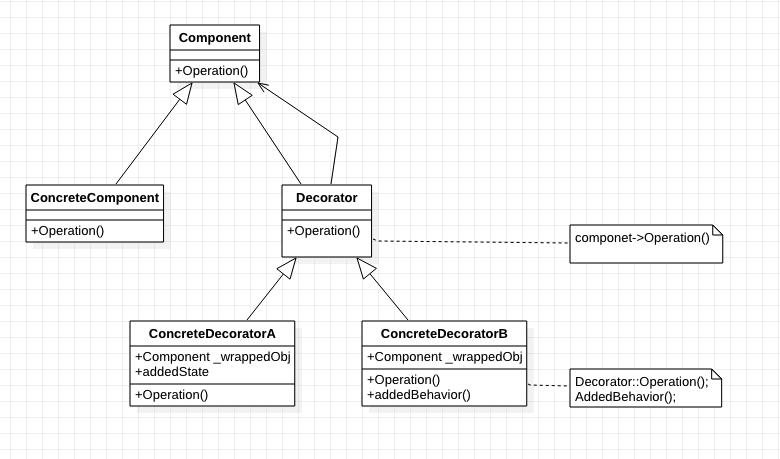 Component
+Operation()
ConcreteComponent
+Operation()
Decorator
+Operation()
componet->Operation()
ConcreteDecoratorA
+Component _wrappedObj
+addedState
+Operation()
ConcreteDecoratorB
+Component _wrappedObj
+Operation()
+addedBehavior()
Decorator::Operation();
AddedBehavior();